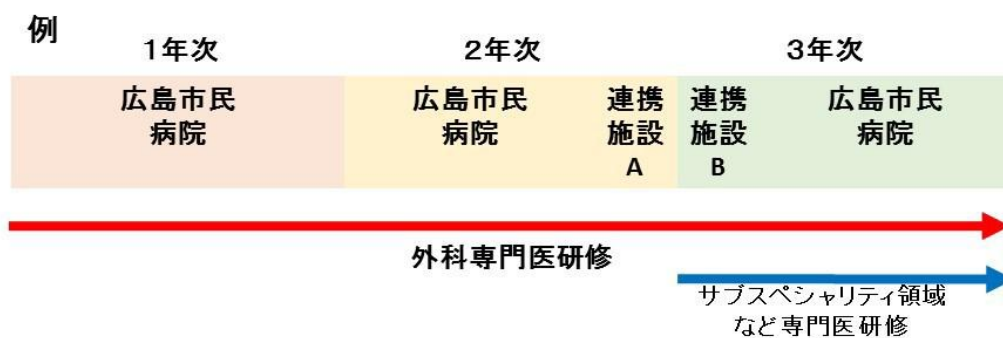 例
1年次 2年次 3年次
広島市民 広島市民 連携 連携 広島市民
病院 病院 施設 施設 病院
A B
外科専門医研修
サブスペシャリティ領域
など専門医研修